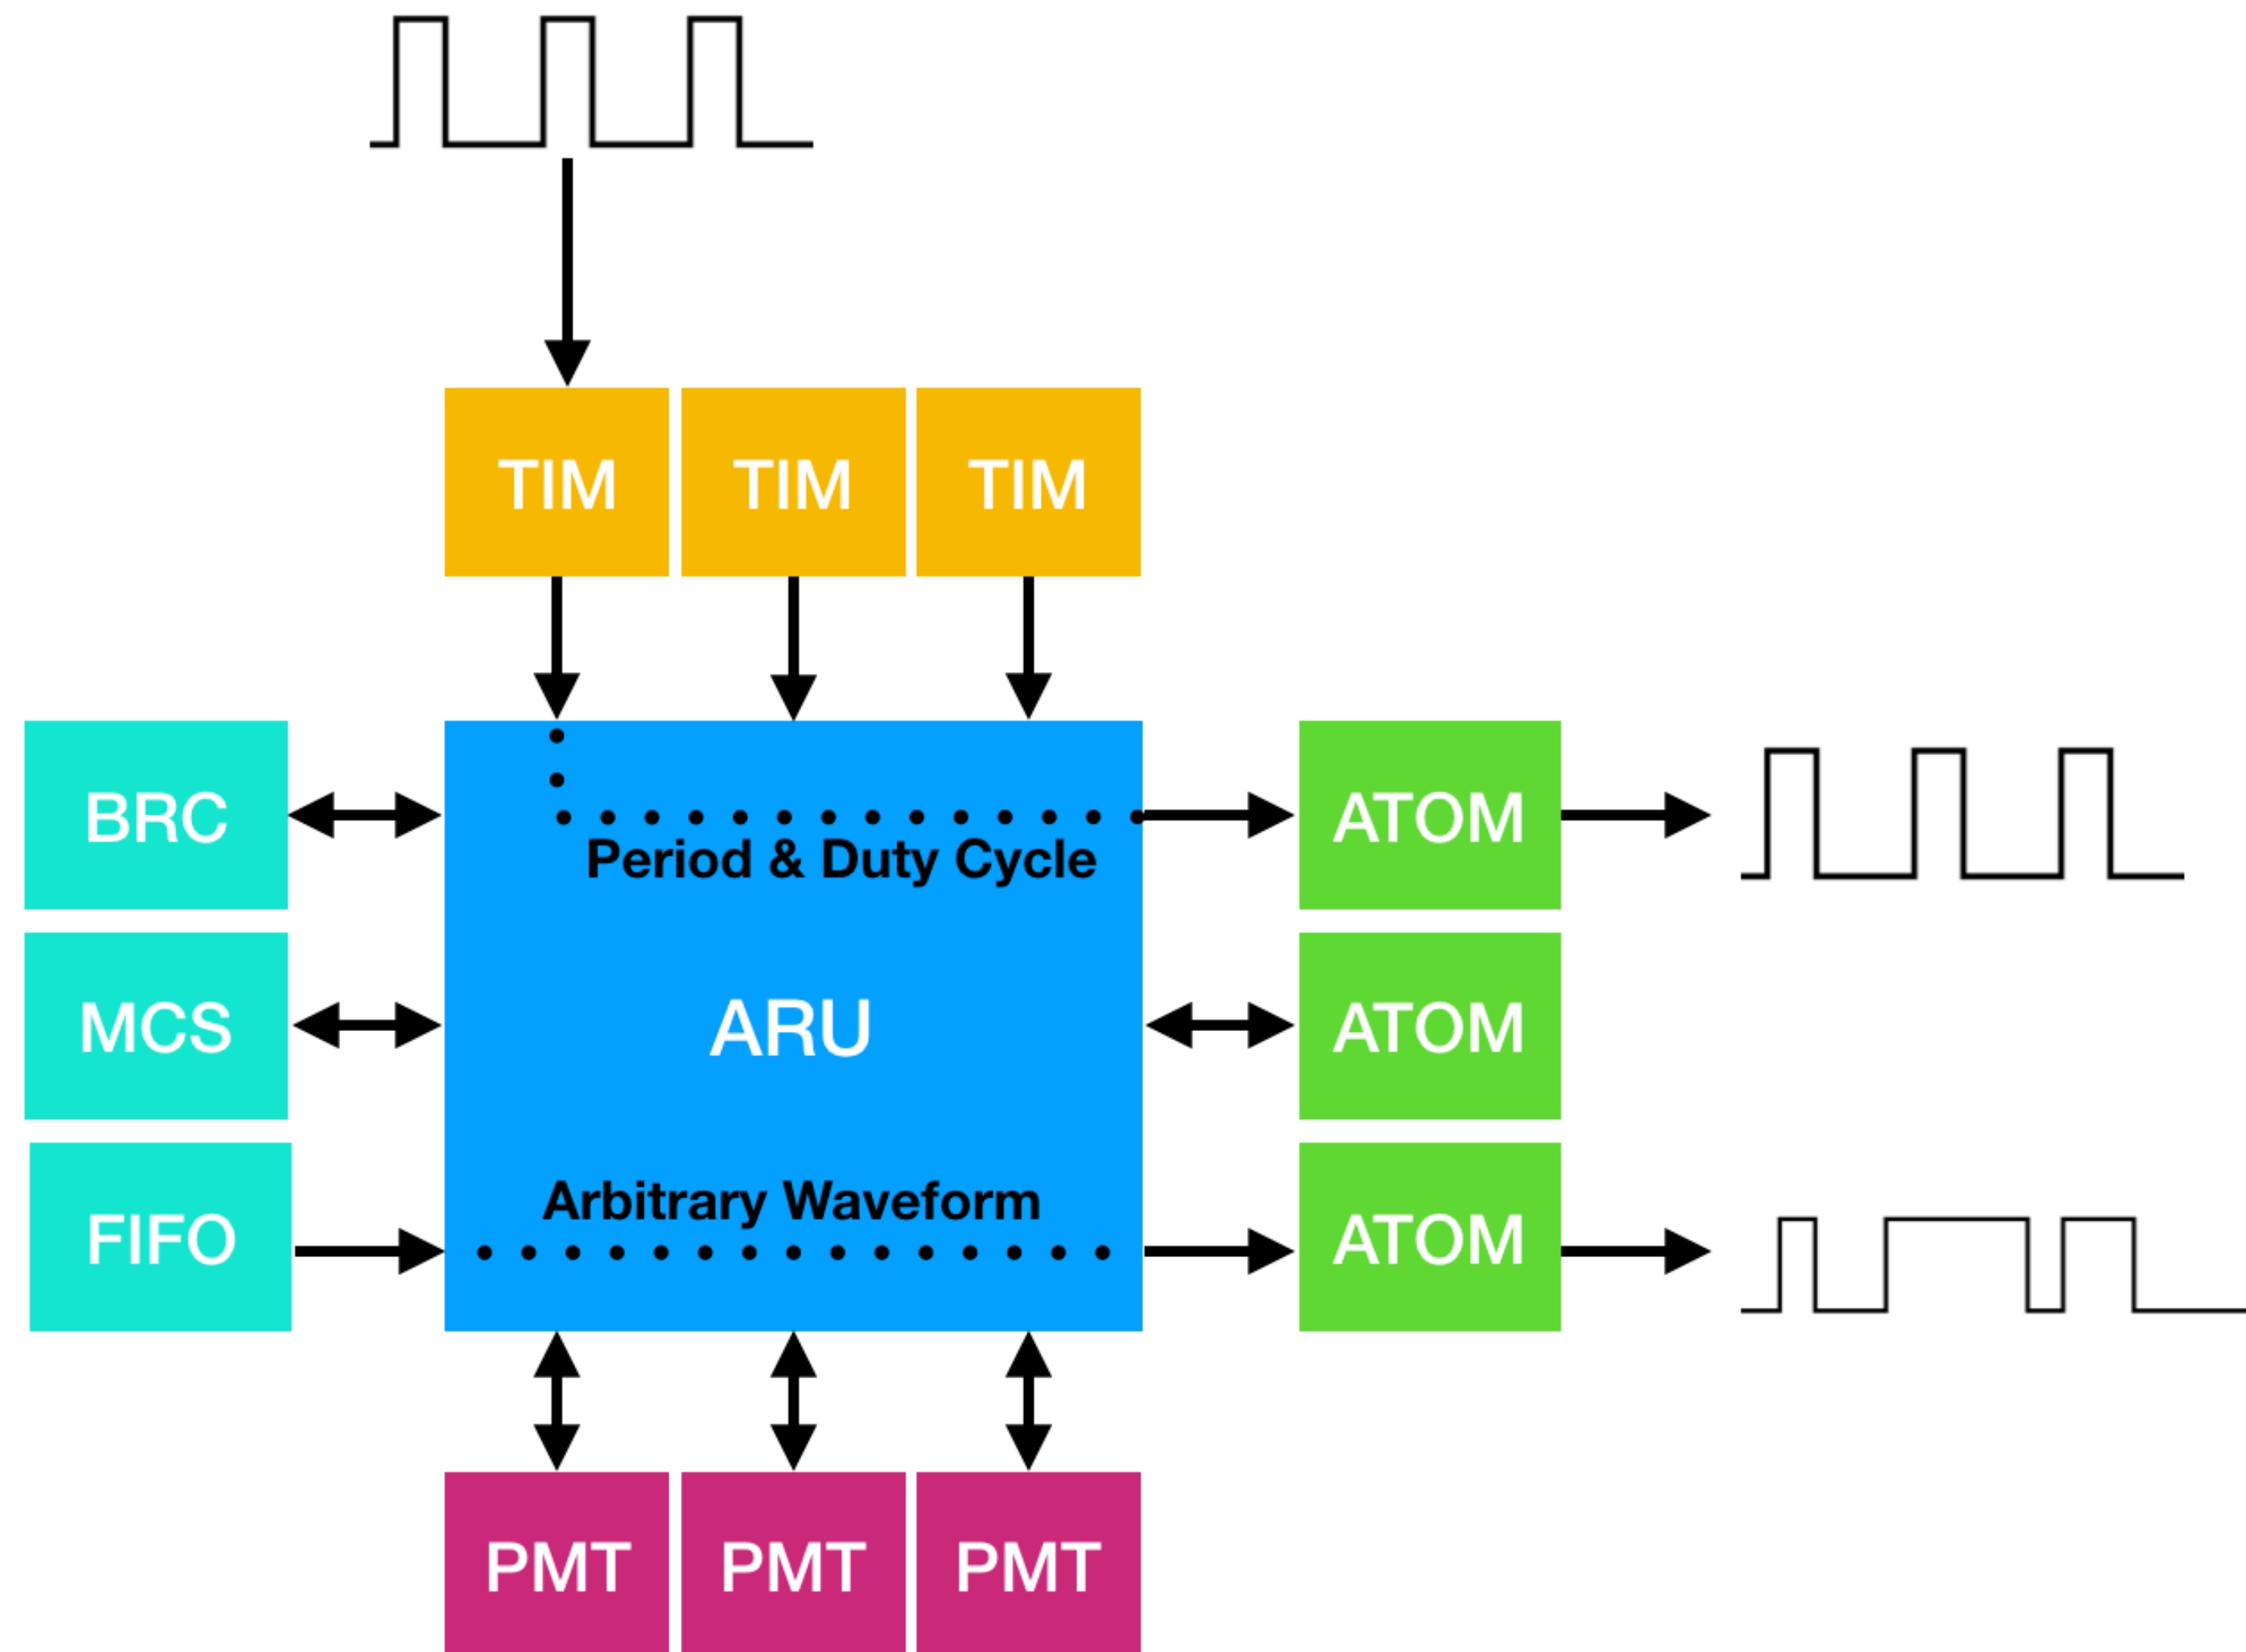 TIM TIM TIM
BRC
Period & Duty Cycle
ATOM
MCS
ARU
ATOM
FIFO
Arbitrary Waveform
ATOM
PMT PMT PMT